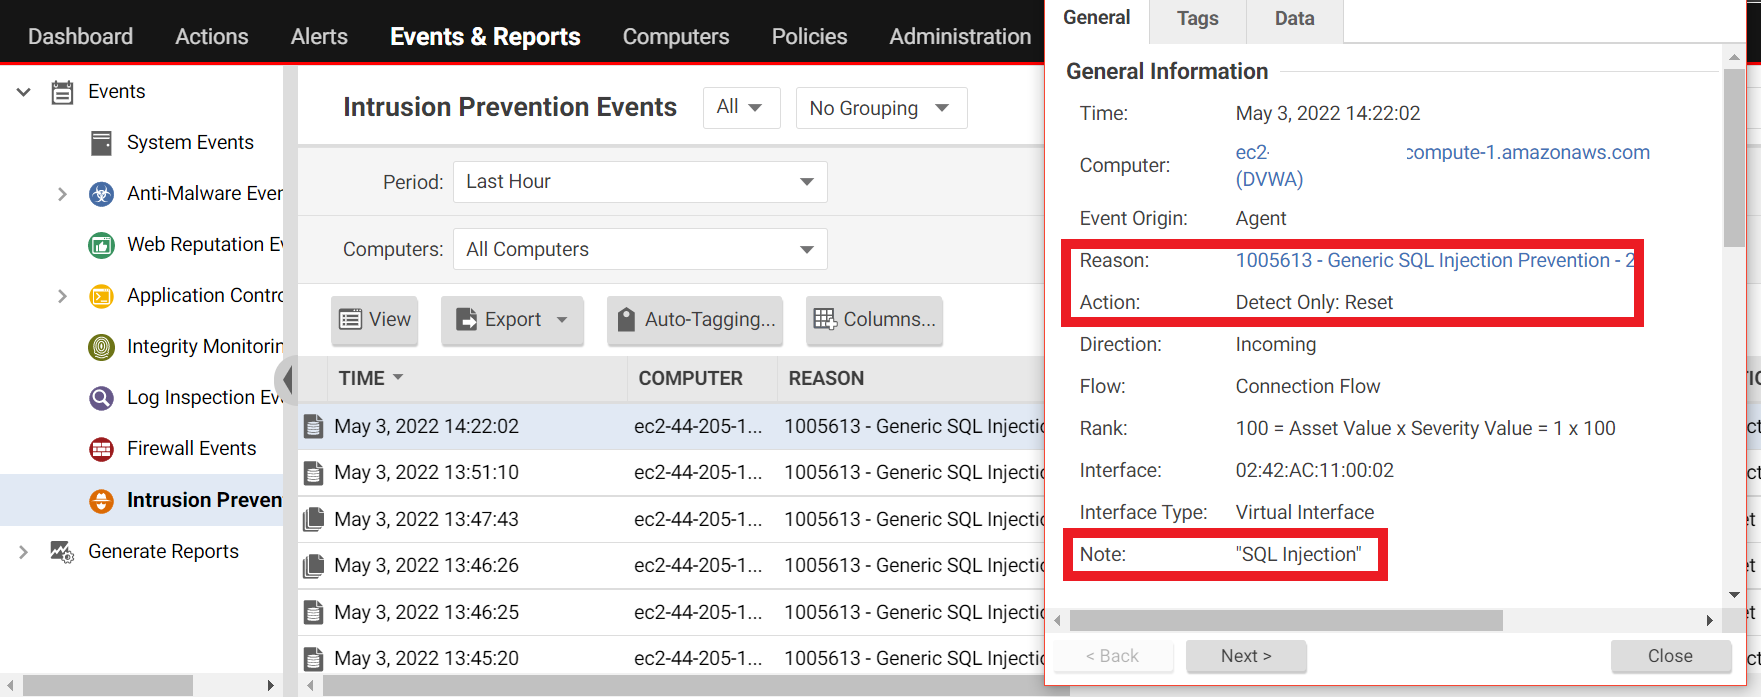 Dashboard Actions Alerts Events & Reports Computers Policies Administration
Events
System Events
Anti-Malware Ever
Web Reputation Ev
Application Contro
Integrity Monitorin
Log Inspection Eve
Firewall Events
Intrusion Preven
Generate Reports
Intrusion Prevention Events All No Grouping
Period: Last Hour
Computers: All Computers
View Export Auto-Tagging... Columns...
TIME COMPUTER REASON
May 3, 2022 14:22:02 ec2-44-205-1... 1005613 - Generic SQL Injectio
May 3, 2022 13:51:10 ec2-44-205-1... 1005613 - Generic SQL Injectio
May 3, 2022 13:47:43 ec2-44-205-1... 1005613 - Generic SQL Injectio
May 3, 2022 13:46:26 ec2-44-205-1... 1005613 - Generic SQL Injectio
May 3, 2022 13:46:25 ec2-44-205-1... 1005613 - Generic SQL Injectio
May 3, 2022 13:45:20 ec2-44-205-1... 1005613 - Generic SQL Injectio
General Tags Data
General Information
Time: May 3, 2022 14:22:02
Computer: ec2- compute-1.amazonaws.com
(DVWA)
Event Origin: Agent
Reason: 1005613 - Generic SQL Injection Prevention - 2
Action: Detect Only: Reset
Direction: Incoming
Flow: Connection Flow
Rank: 100 = Asset Value x Severity Value = 1 x 100
Interface: 02:42:AC:11:00:02
Interface Type: Virtual Interface
Note: "SQL Injection"
< Back Next > Close